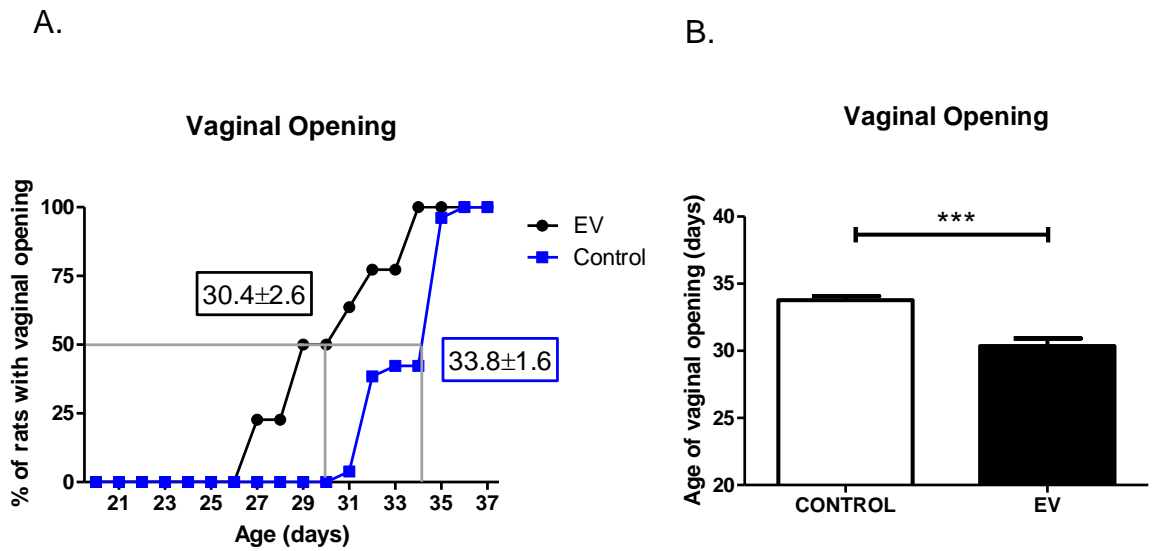 A.
Vaginal Opening
% of rats with vaginal opening
100
75
50
25
0
21 23 25 27 29 31 33 35 37
Age (days)
30.4±2.6
33.8±1.6
EV
Control
B.
Vaginal Opening
Age of vaginal opening (days)
40
35
30
25
20
***
CONTROL EV